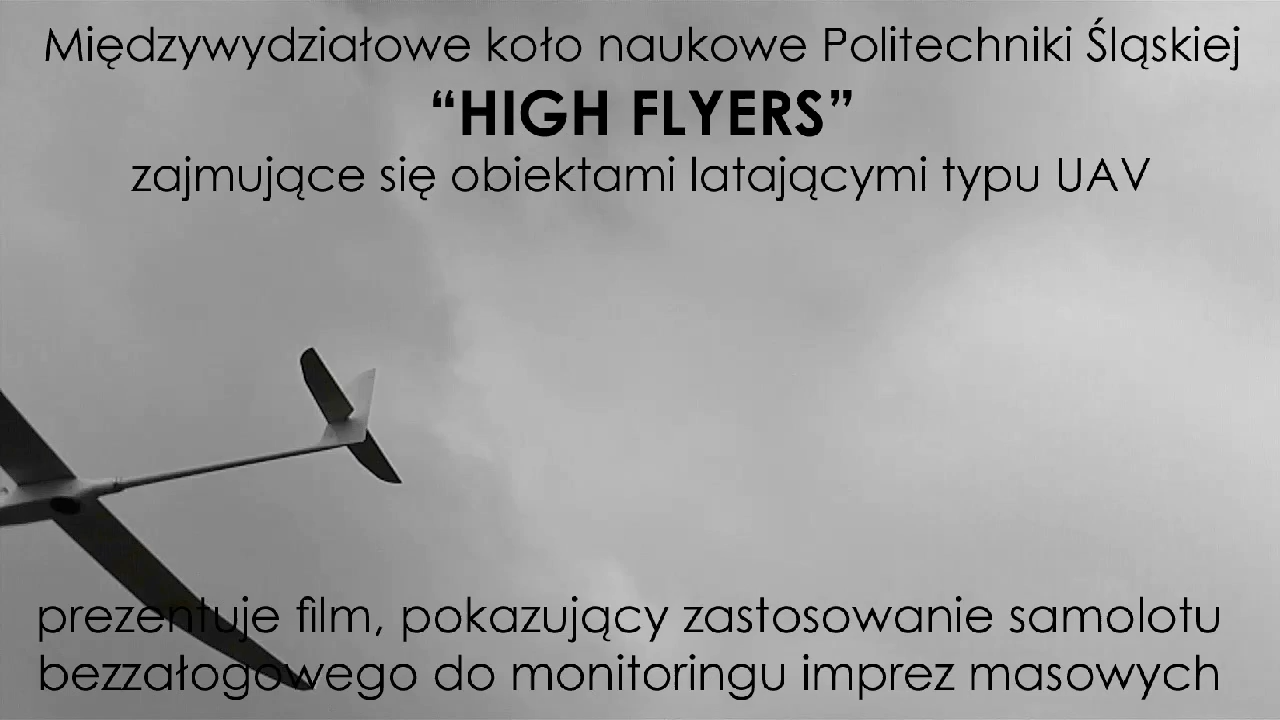 Międzywydziałowe koło naukowe Politechniki Śląskiej
“HIGH FLYERS”
zajmujące się obiektami latającymi typu UAV
prezentuje film, pokazujący zastosowanie samolotu
bezzałogowego do monitoringu imprez masowych